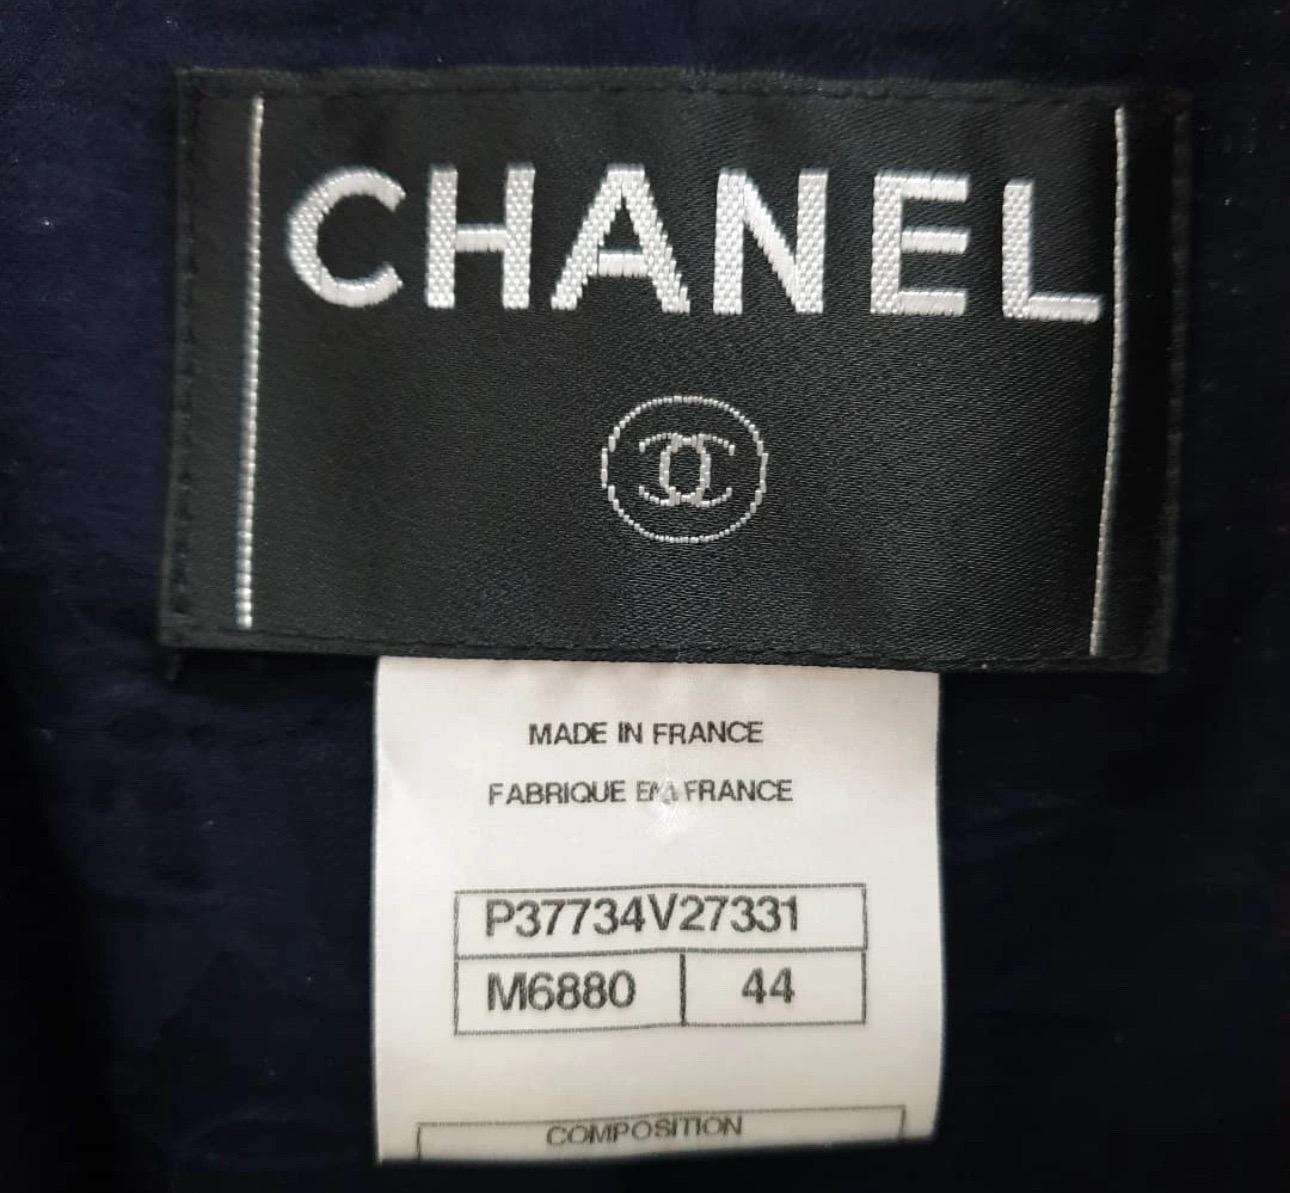 CHANEL
MADE IN FRANCE
FABRIQUE EN FRANCE
P37734V27331
M6880 44
COMPOSITION